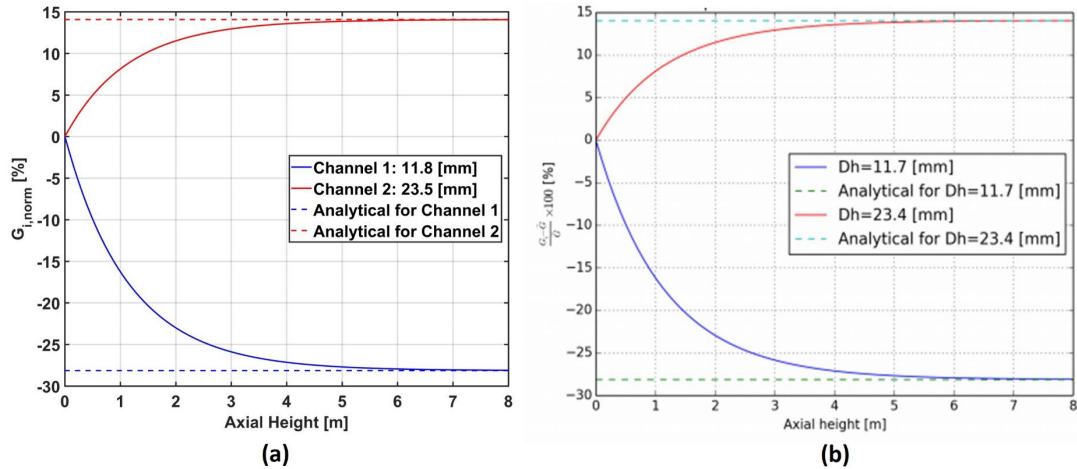 15
10
5
0
-5
-10
-15
-20
-25
-30
G_i,norm [%]
Channel 1: 11.8 [mm]
Channel 2: 23.5 [mm]
Analytical for Channel 1
Analytical for Channel 2
0 1 2 3 4 5 6 7 8
Axial Height [m]
(a)
15
10
5
0
−5
−10
−15
−20
−25
−30
×100 [%]
Dh=11.7 [mm]
Analytical for Dh=11.7 [mm]
Dh=23.4 [mm]
Analytical for Dh=23.4 [mm]
0 1 2 3 4 5 6 7 8
Axial height [m]
(b)